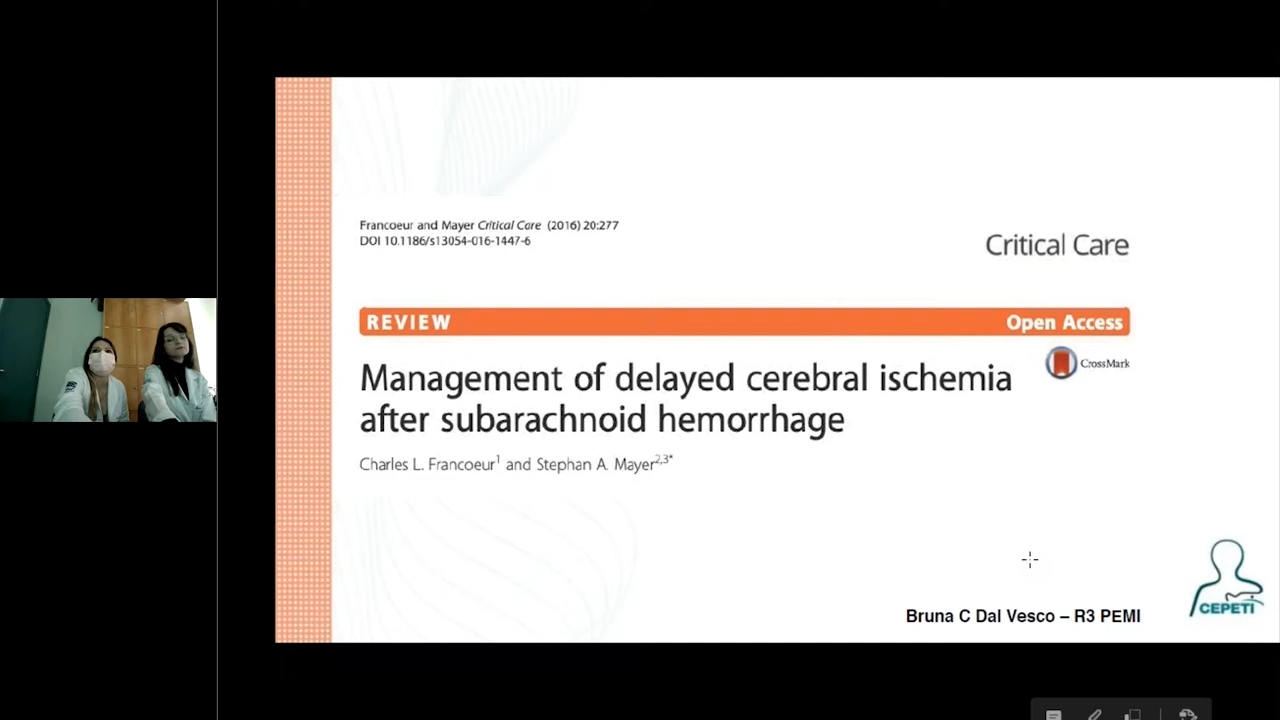 Francoeur and Mayer Critical Care (2016) 20:277
DOI 10.1186/s13054-016-1447-6
Critical Care
REVIEW
Open Access
CrossMark
Management of delayed cerebral ischemia
after subarachnoid hemorrhage
Charles L. Francoeur1 and Stephan A. Mayer2,3*
CEPETI
Bruna C Dal Vesco – R3 PEMI